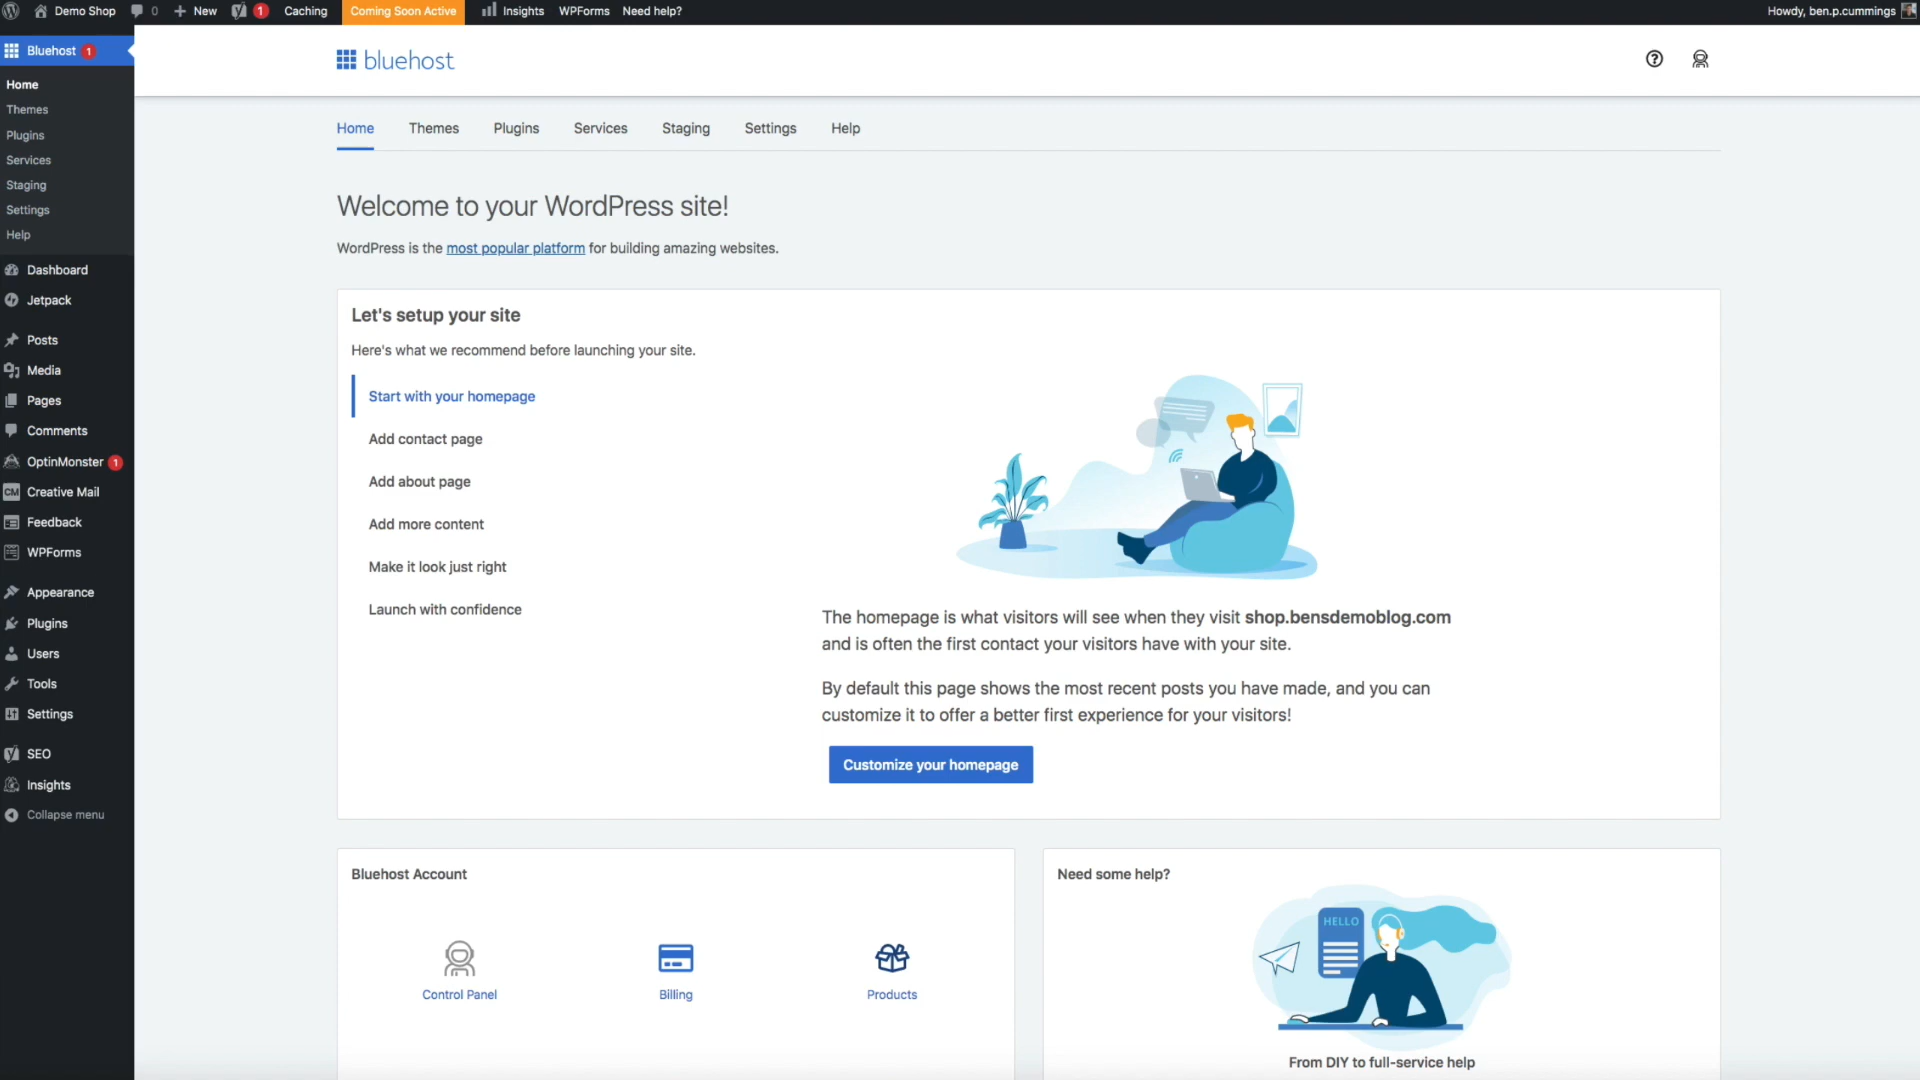 Demo Shop 0 New 1 Caching Coming Soon Active Insights WPForms Need help? Howdy, ben.p.cummings
Bluehost 1
Home
Themes
Plugins
Services
Staging
Settings
Help
Dashboard
Jetpack
Posts
Media
Pages
Comments
OptinMonster 1
CM Creative Mail
Feedback
WPForms
Appearance
Plugins
Users
Tools
Settings
SEO
Insights
Collapse menu
bluehost
Home Themes Plugins Services Staging Settings Help
Welcome to your WordPress site!
WordPress is the most popular platform for building amazing websites.
Let's setup your site
Here's what we recommend before launching your site.
Start with your homepage
Add contact page
Add about page
Add more content
Make it look just right
Launch with confidence
The homepage is what visitors will see when they visit shop.bensdemoblog.com
and is often the first contact your visitors have with your site.
By default this page shows the most recent posts you have made, and you can
customize it to offer a better first experience for your visitors!
Customize your homepage
Bluehost Account
Control Panel
Billing
Products
Need some help?
HELLO
From DIY to full-service help